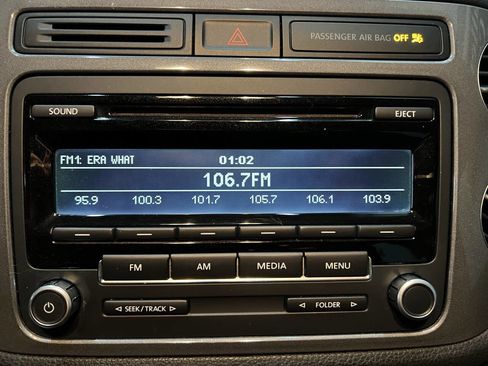 PASSENGER AIR BAG OFF
SOUND
EJECT
FM1: ERA WHAT 01:02
106.7FM
95.9 100.3 101.7 105.7 106.1 103.9
FM AM MEDIA MENU
SEEK/TRACK FOLDER